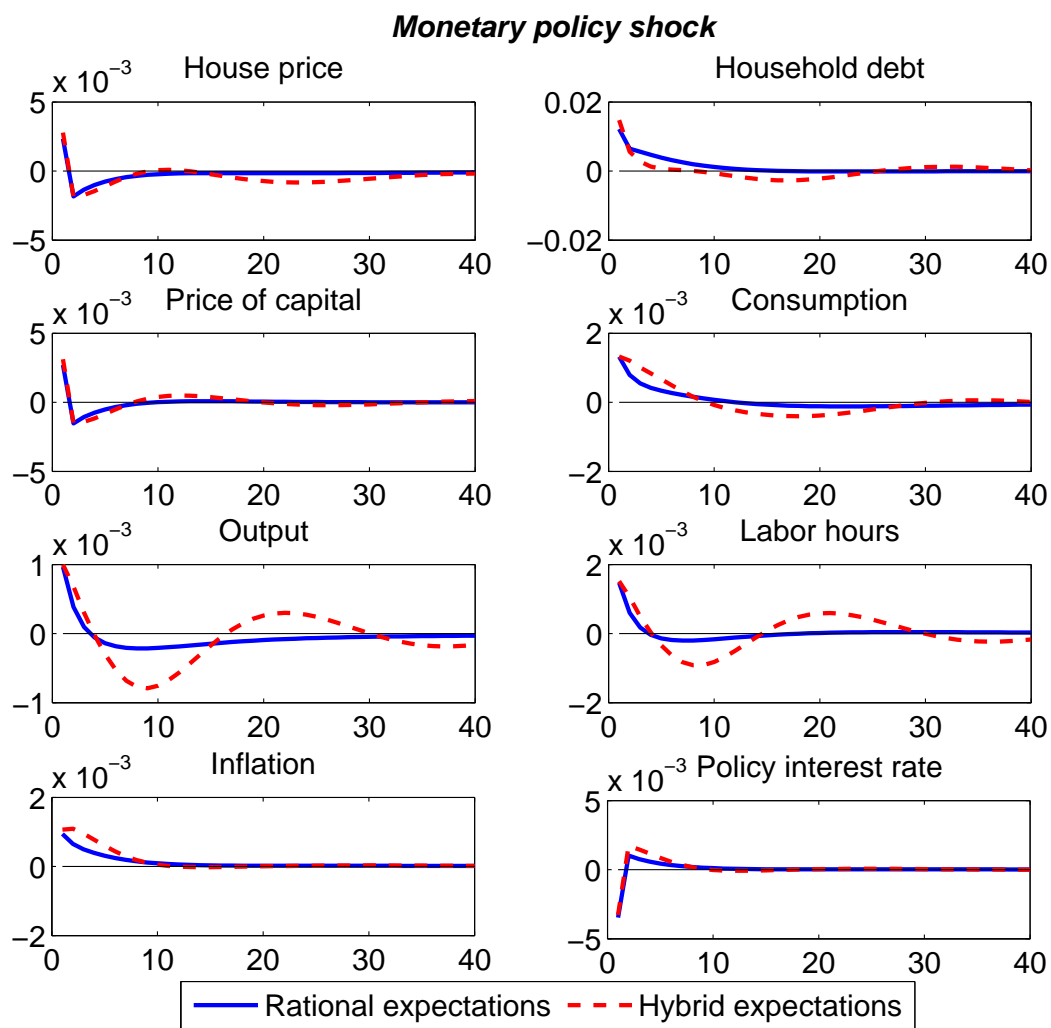 Monetary policy shock
House price
x 10⁻³
5
0
−5
0 10 20 30 40
Household debt
0.02
0
−0.02
0 10 20 30 40
Price of capital
x 10⁻³
5
0
−5
0 10 20 30 40
Consumption
x 10⁻³
2
0
−2
0 10 20 30 40
Output
x 10⁻³
1
0
−1
0 10 20 30 40
Labor hours
x 10⁻³
2
0
−2
0 10 20 30 40
Inflation
x 10⁻³
2
0
−2
0 10 20 30 40
x 10⁻³ Policy interest rate
5
0
−5
0 10 20 30 40
Rational expectations Hybrid expectations